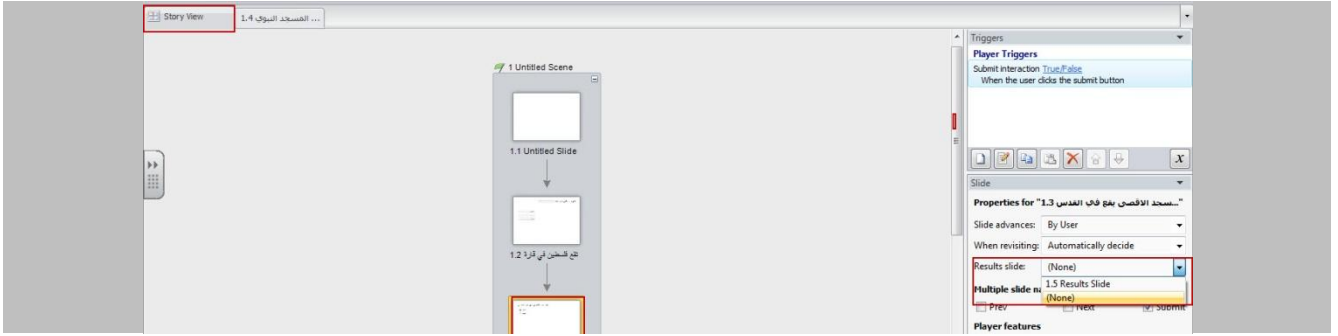 Story View
1.4 المسجد النبوي ...
Triggers
Player Triggers
Submit interaction True/False
When the user clicks the submit button
1 Untitled Scene
1.1 Untitled Slide
1.2 تقع فلسطين في قارة
x
Slide
Properties for "1.3 سجد الاقصى يقع في القدس..."
Slide advances: By User
When revisiting: Automatically decide
Results slide: (None)
1.5 Results Slide
(None)
Multiple slide na
Prev Next Submit
Player features